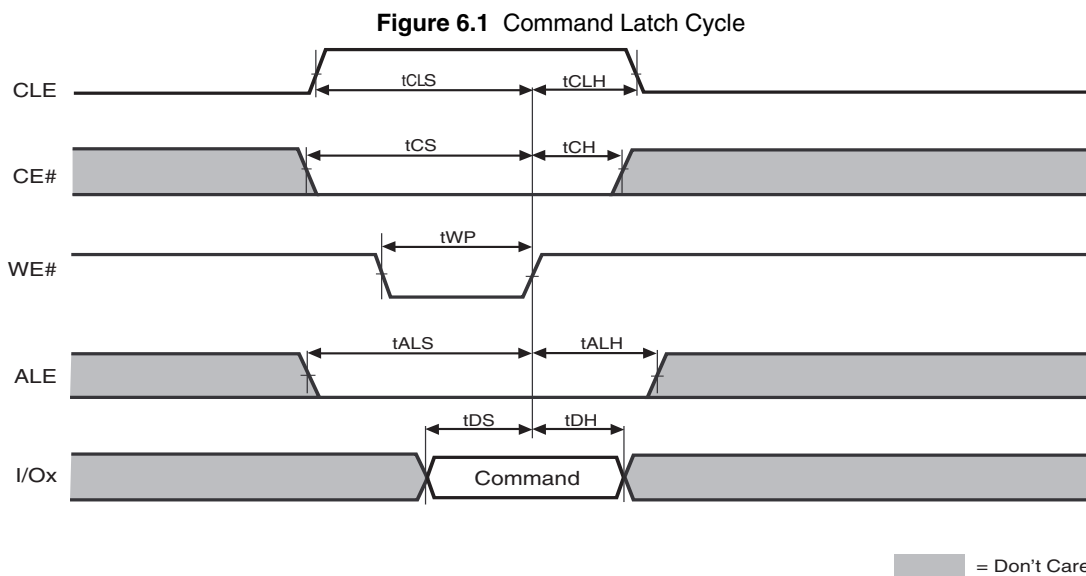 Figure 6.1 Command Latch Cycle
CLE
tCLS
tCLH
CE#
tCS
tCH
WE#
tWP
ALE
tALS
tALH
I/Ox
tDS
tDH
Command
= Don't Care